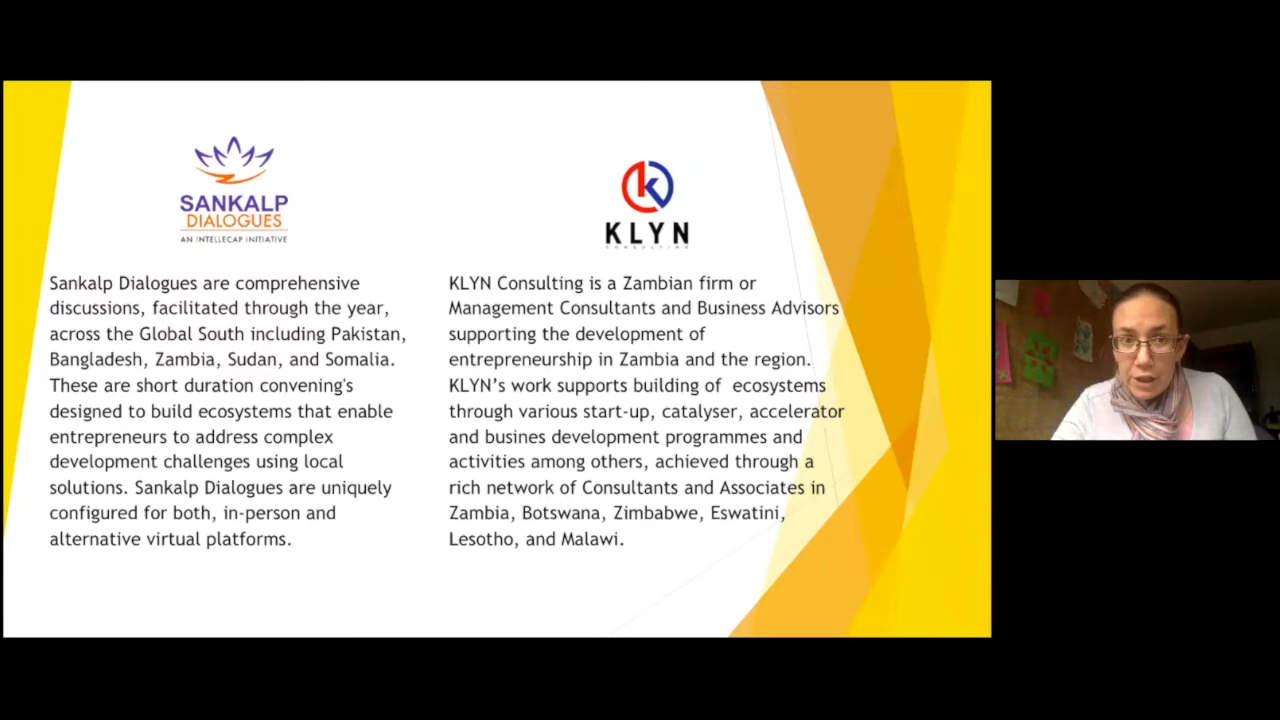 SANKALP
DIALOGUES
AN INTELLECAP INITIATIVE
Sankalp Dialogues are comprehensive
discussions, facilitated through the year,
across the Global South including Pakistan,
Bangladesh, Zambia, Sudan, and Somalia.
These are short duration convening's
designed to build ecosystems that enable
entrepreneurs to address complex
development challenges using local
solutions. Sankalp Dialogues are uniquely
configured for both, in-person and
alternative virtual platforms.
KLYN
CONSULTING
KLYN Consulting is a Zambian firm or
Management Consultants and Business Advisors
supporting the development of
entrepreneurship in Zambia and the region.
KLYN's work supports building of ecosystems
through various start-up, catalyser, accelerator
and busines development programmes and
activities among others, achieved through a
rich network of Consultants and Associates in
Zambia, Botswana, Zimbabwe, Eswatini,
Lesotho, and Malawi.